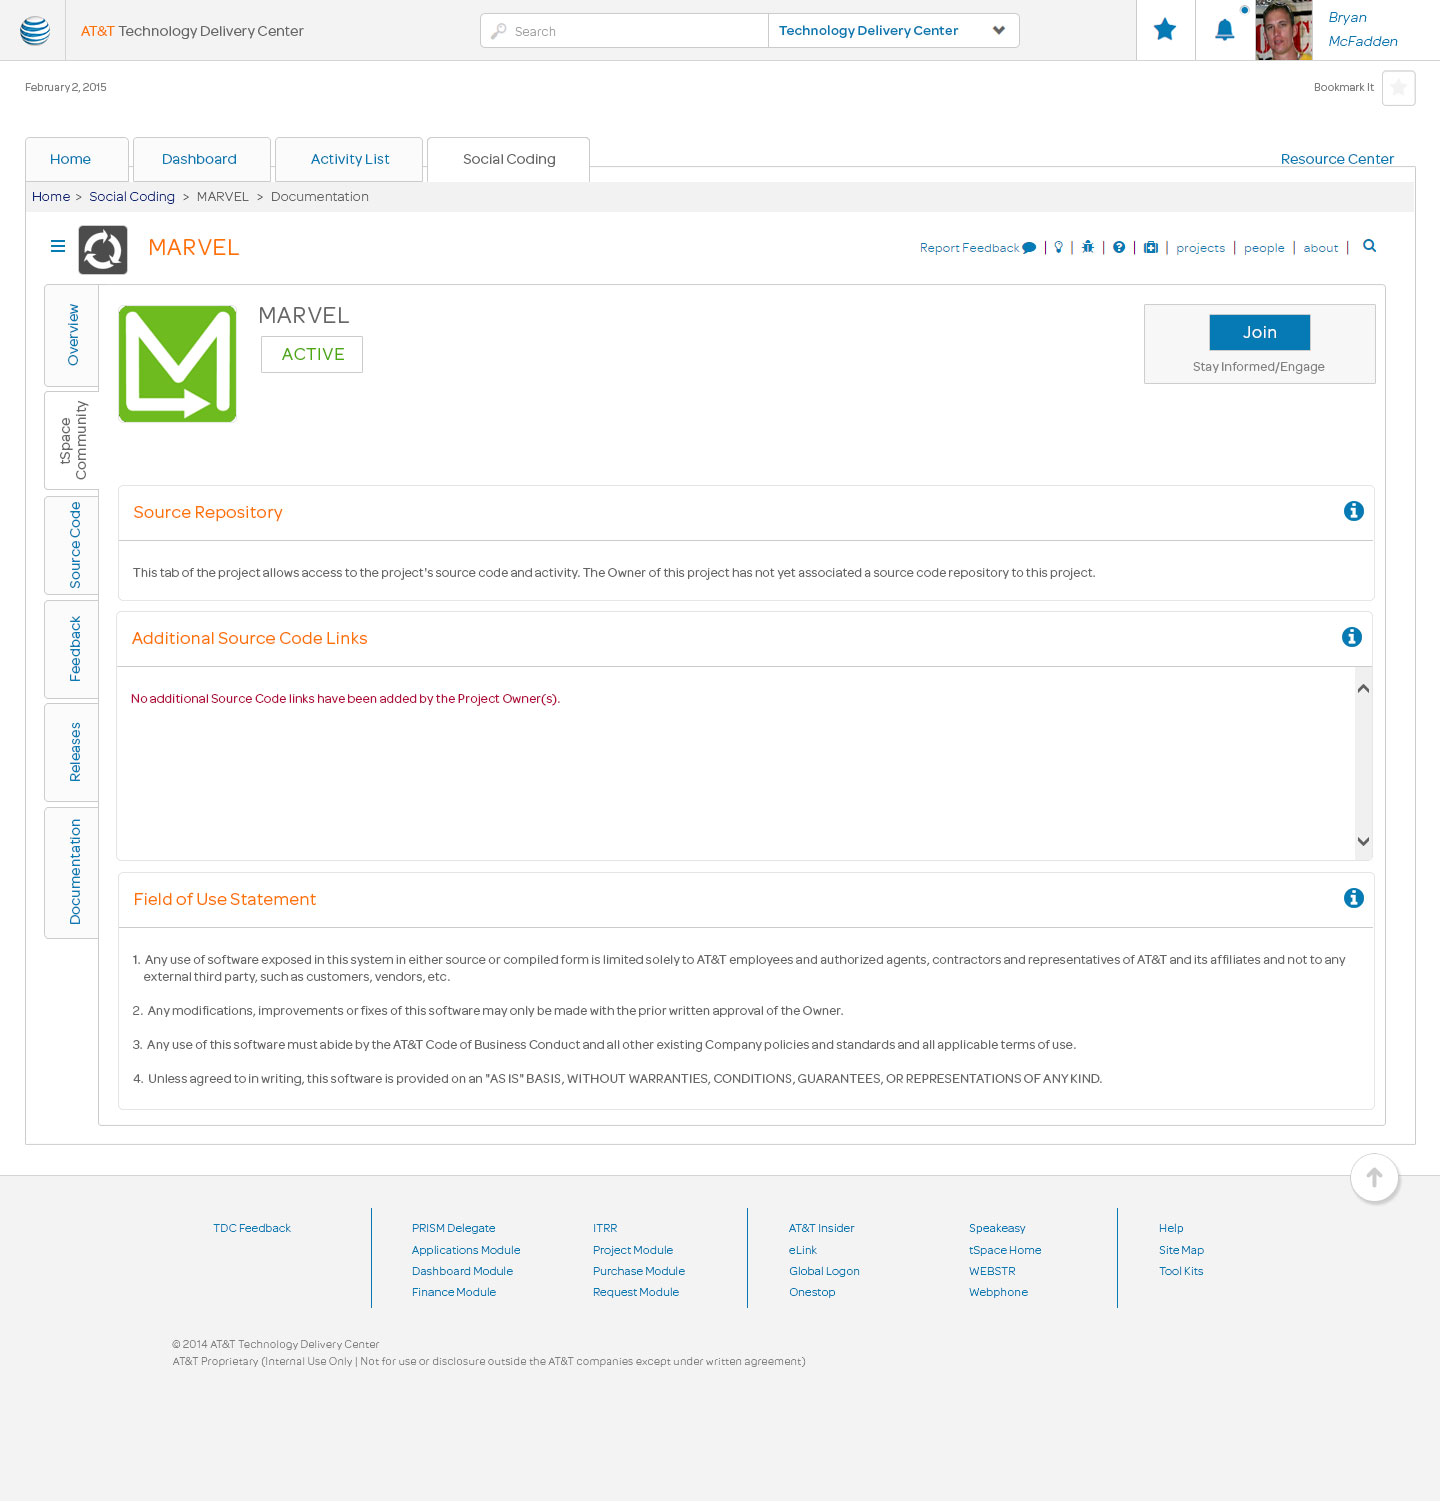 AT&T Technology Delivery Center
Search
Technology Delivery Center
Bryan
McFadden
February 2, 2015
Bookmark It
Home
Dashboard
Activity List
Social Coding
Resource Center
Home > Social Coding > MARVEL > Documentation
MARVEL
Report Feedback | | | | | projects | people | about |
Overview
tSpace
Community
Source Code
Feedback
Releases
Documentation
MARVEL
ACTIVE
Join
Stay Informed/Engage
Source Repository
This tab of the project allows access to the project's source code and activity. The Owner of this project has not yet associated a source code repository to this project.
Additional Source Code Links
No additional Source Code links have been added by the Project Owner(s).
Field of Use Statement
1. Any use of software exposed in this system in either source or compiled form is limited solely to AT&T employees and authorized agents, contractors and representatives of AT&T and its affiliates and not to any
external third party, such as customers, vendors, etc.
2. Any modifications, improvements or fixes of this software may only be made with the prior written approval of the Owner.
3. Any use of this software must abide by the AT&T Code of Business Conduct and all other existing Company policies and standards and all applicable terms of use.
4. Unless agreed to in writing, this software is provided on an "AS IS" BASIS, WITHOUT WARRANTIES, CONDITIONS, GUARANTEES, OR REPRESENTATIONS OF ANY KIND.
TDC Feedback
PRISM Delegate
Applications Module
Dashboard Module
Finance Module
ITRR
Project Module
Purchase Module
Request Module
AT&T Insider
eLink
Global Logon
Onestop
Speakeasy
tSpace Home
WEBSTR
Webphone
Help
Site Map
Tool Kits
© 2014 AT&T Technology Delivery Center
AT&T Proprietary (Internal Use Only | Not for use or disclosure outside the AT&T companies except under written agreement)